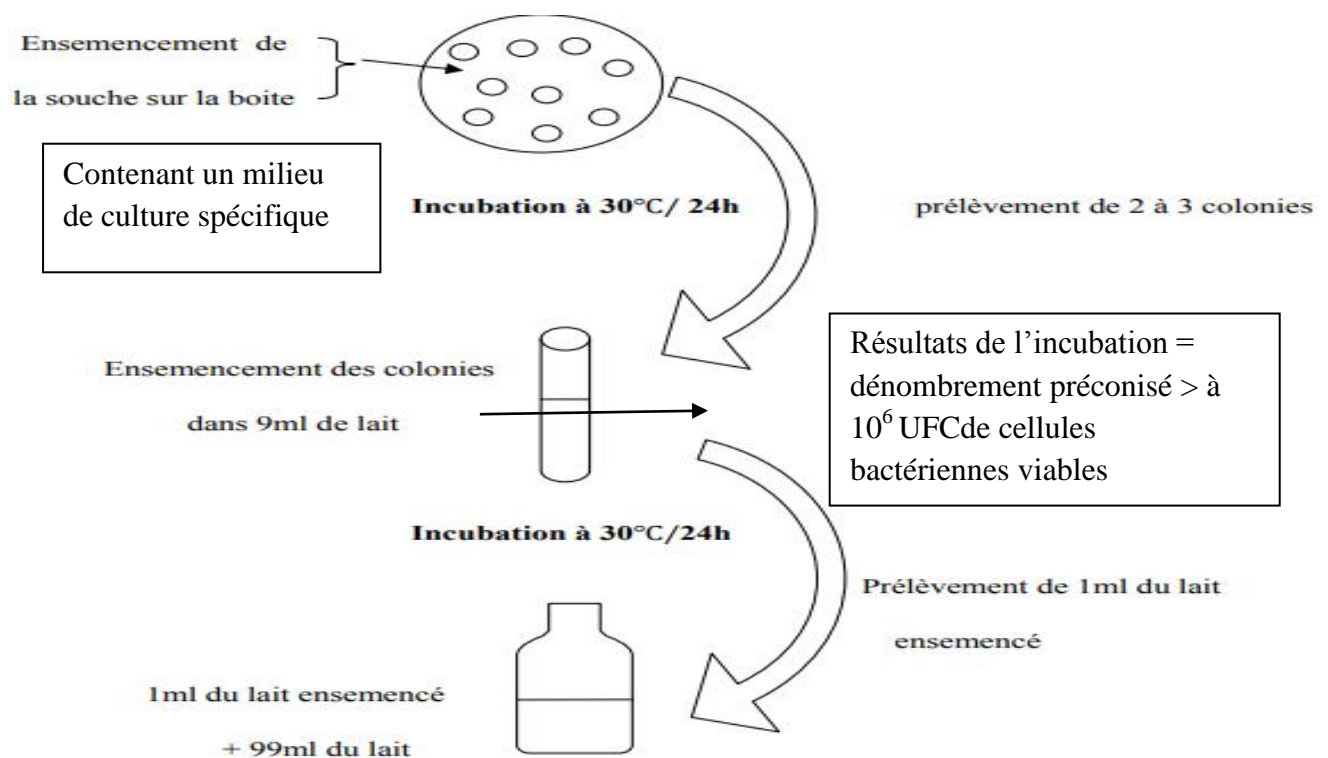 Ensemencement de
la souche sur la boite
Contenant un milieu
de culture spécifique
Incubation à 30°C/ 24h
prélèvement de 2 à 3 colonies
Ensemencement des colonies
dans 9ml de lait
Résultats de l’incubation =
dénombrement préconisé > à
10⁶ UFCde cellules
bactériennes viables
Incubation à 30°C/24h
Prélèvement de 1ml du lait
ensemencé
1ml du lait ensemencé
+ 99ml du lait